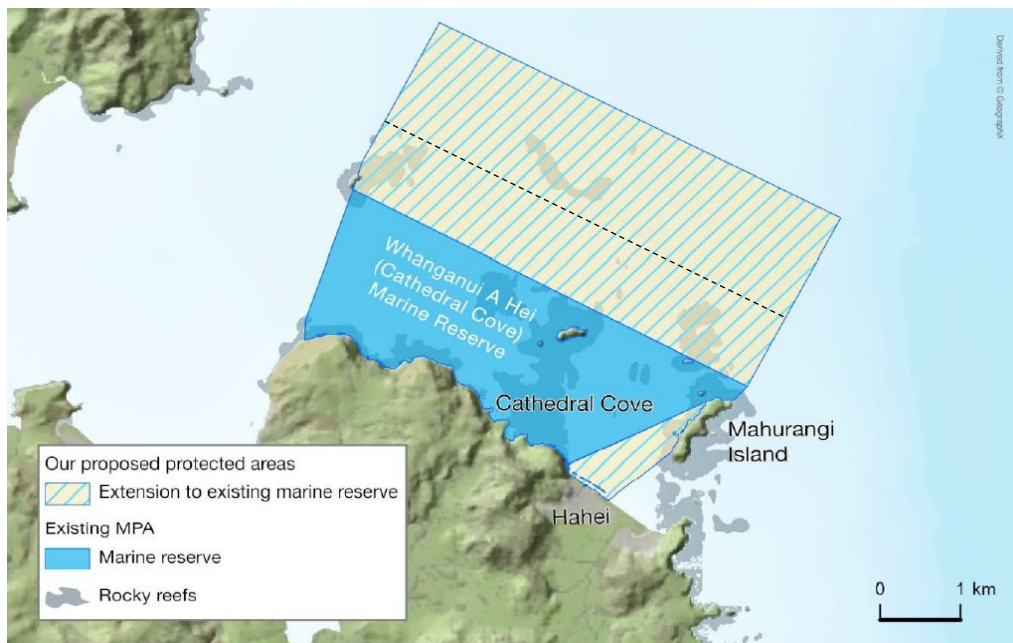 Derived from © GeographX
Whanganui A Hei
(Cathedral Cove)
Marine Reserve
Cathedral Cove
Mahurangi
Island
Hahei
Our proposed protected areas
Extension to existing marine reserve
Existing MPA
Marine reserve
Rocky reefs
0 1 km